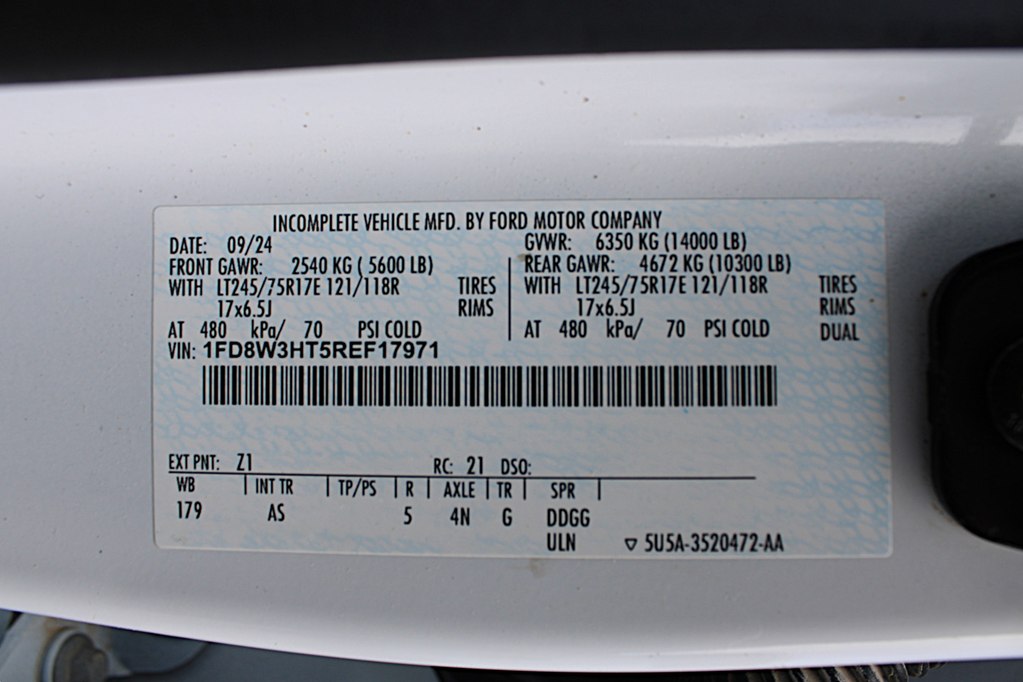 INCOMPLETE VEHICLE MFD. BY FORD MOTOR COMPANY
DATE: 09/24 GVWR: 6350 KG (14000 LB)
FRONT GAWR: 2540 KG ( 5600 LB) REAR GAWR: 4672 KG (10300 LB)
WITH LT245/75R17E 121/118R TIRES WITH LT245/75R17E 121/118R TIRES
17x6.5J RIMS 17x6.5J RIMS
AT 480 kPa/ 70 PSI COLD AT 480 kPa/ 70 PSI COLD DUAL
VIN: 1FD8W3HT5REF17971
EXT PNT: Z1 RC: 21 DSO:
WB INT TR TP/PS R AXLE TR SPR
179 AS 5 4N G DDGG
ULN ▽ 5U5A-3520472-AA